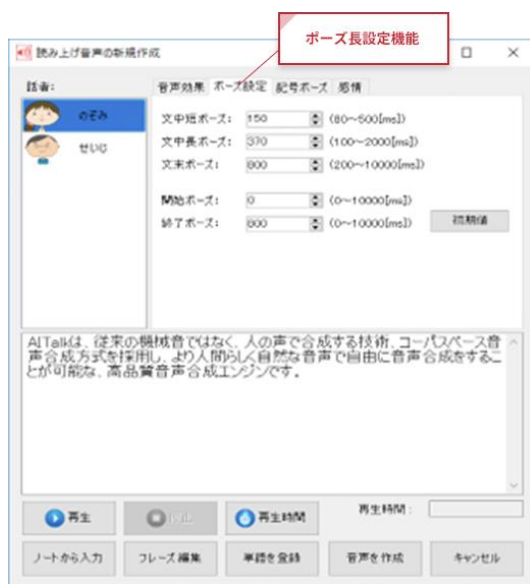 ポーズ長設定機能
読み上げ音声の新規作成
話者:
音声効果 ポーズ設定 記号ポーズ 感情
のぞみ
せいじ
文中短ポーズ: 150 (80～500[ms])
文中長ポーズ: 370 (100～2000[ms])
文末ポーズ: 800 (200～10000[ms])
開始ポーズ: 0 (0～10000[ms])
終了ポーズ: 800 (0～10000[ms])
初期値
AITalkは、従来の機械音ではなく、人の声で合成する技術、コーパスベース音
声合成方式を採用し、より人間らしく自然な音声で自由に音声合成をするこ
とが可能な、高品質音声合成エンジンです。
再生
再生時間
再生時間:
ノートから入力 フレーズ編集 単語を登録 音声を作成 キャンセル